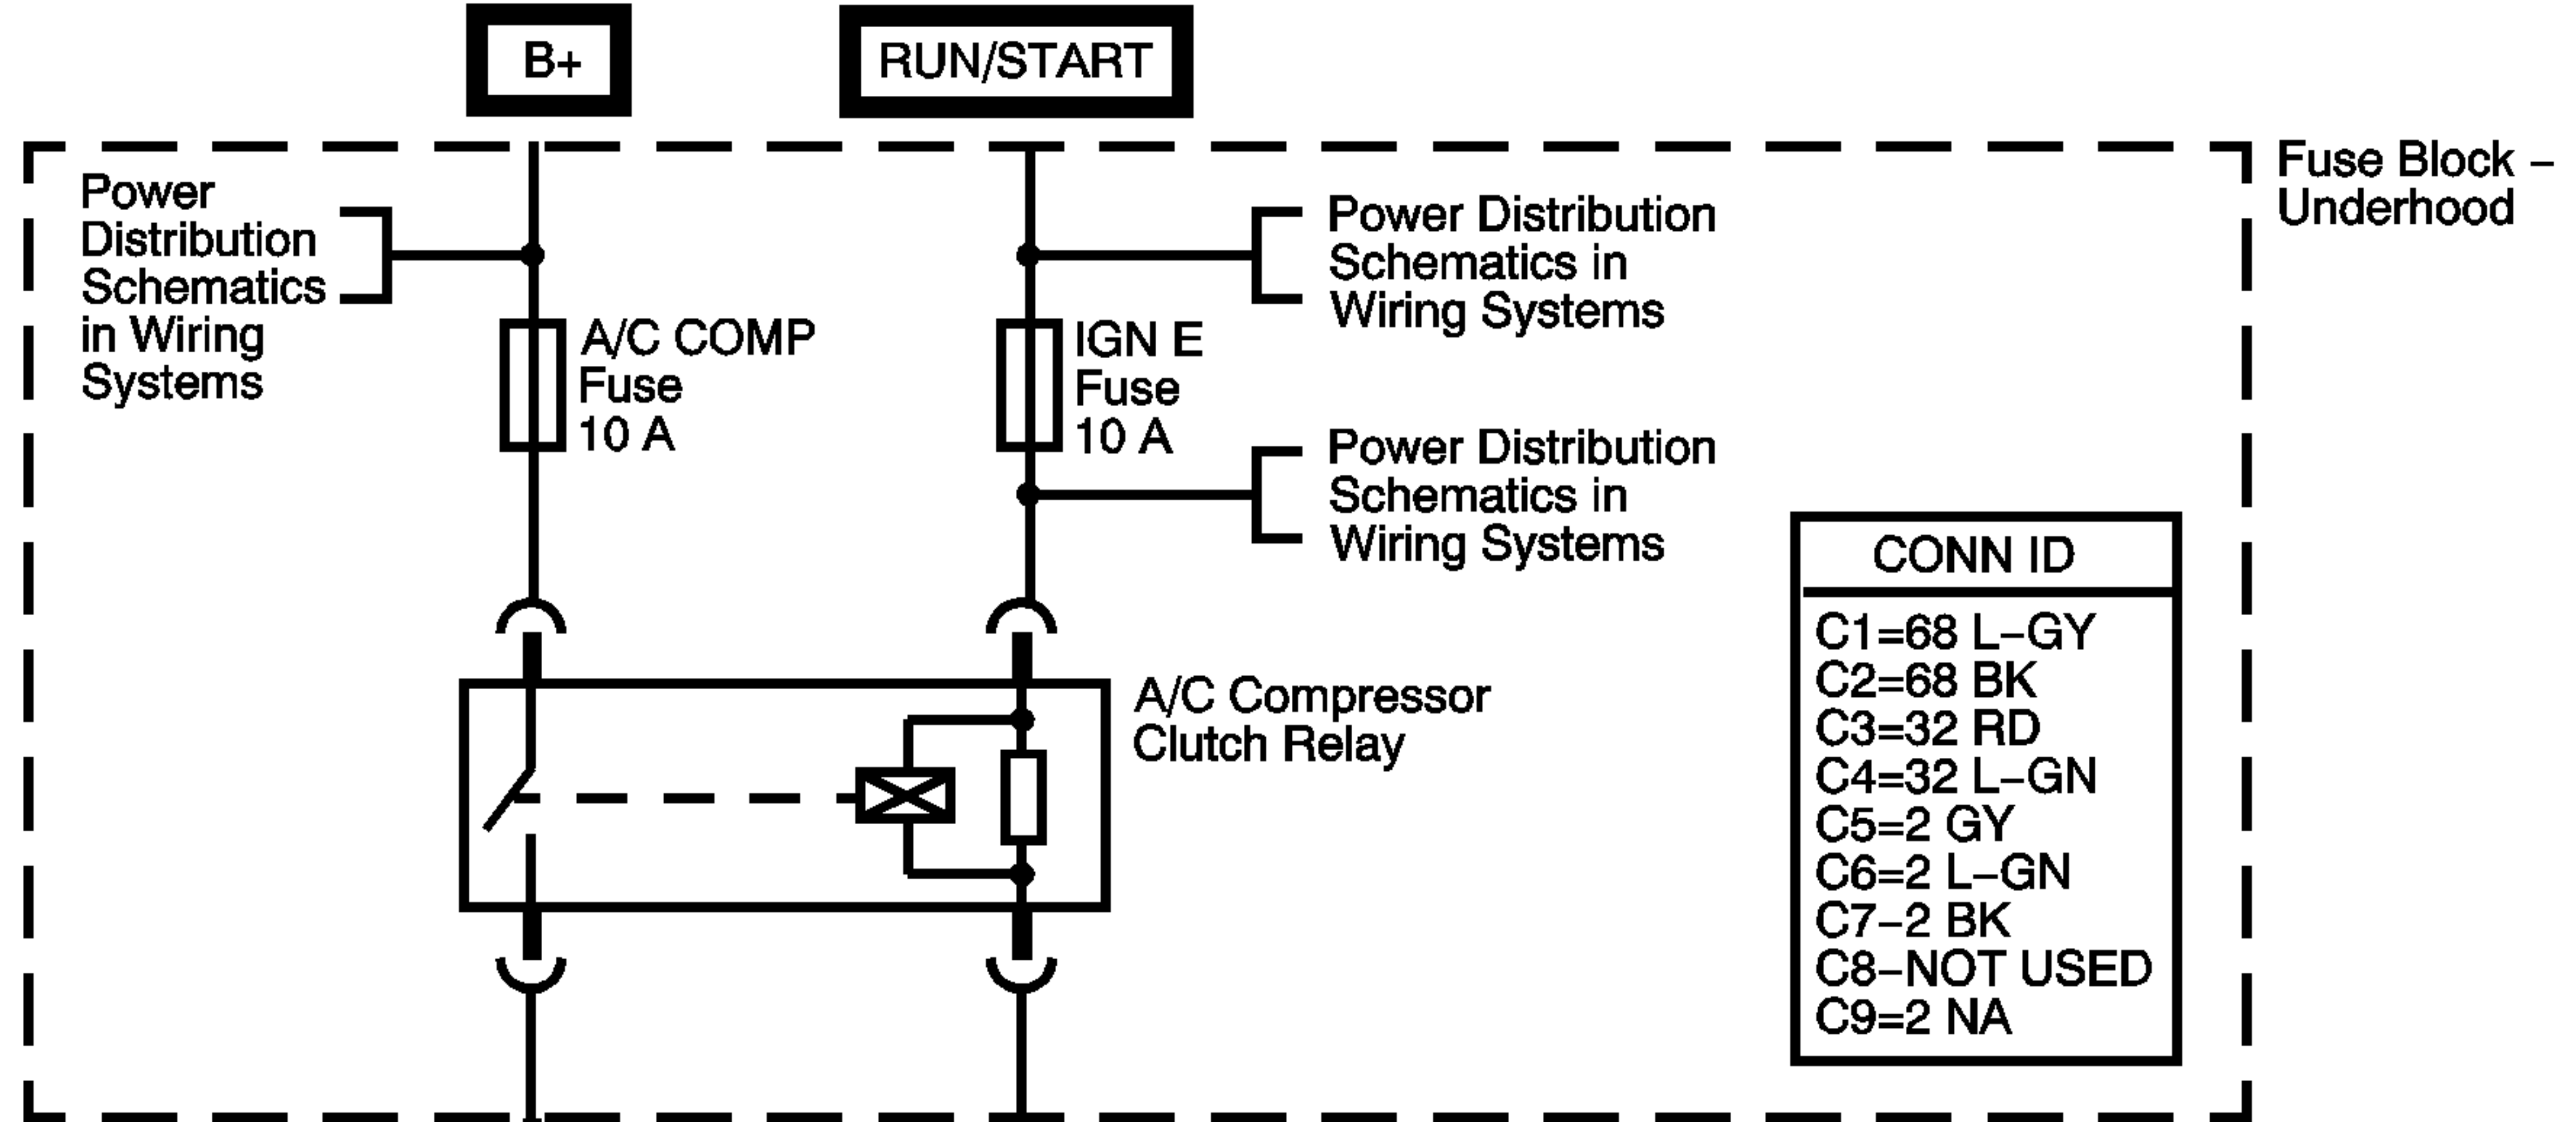 B+
RUN/START
Fuse Block –
Underhood
Power
Distribution
Schematics
in Wiring
Systems
A/C COMP
Fuse
10 A
Power Distribution
Schematics in
Wiring Systems
IGN E
Fuse
10 A
Power Distribution
Schematics in
Wiring Systems
A/C Compressor
Clutch Relay
CONN ID
C1=68 L–GY
C2=68 BK
C3=32 RD
C4=32 L–GN
C5=2 GY
C6=2 L–GN
C7–2 BK
C8–NOT USED
C9=2 NA